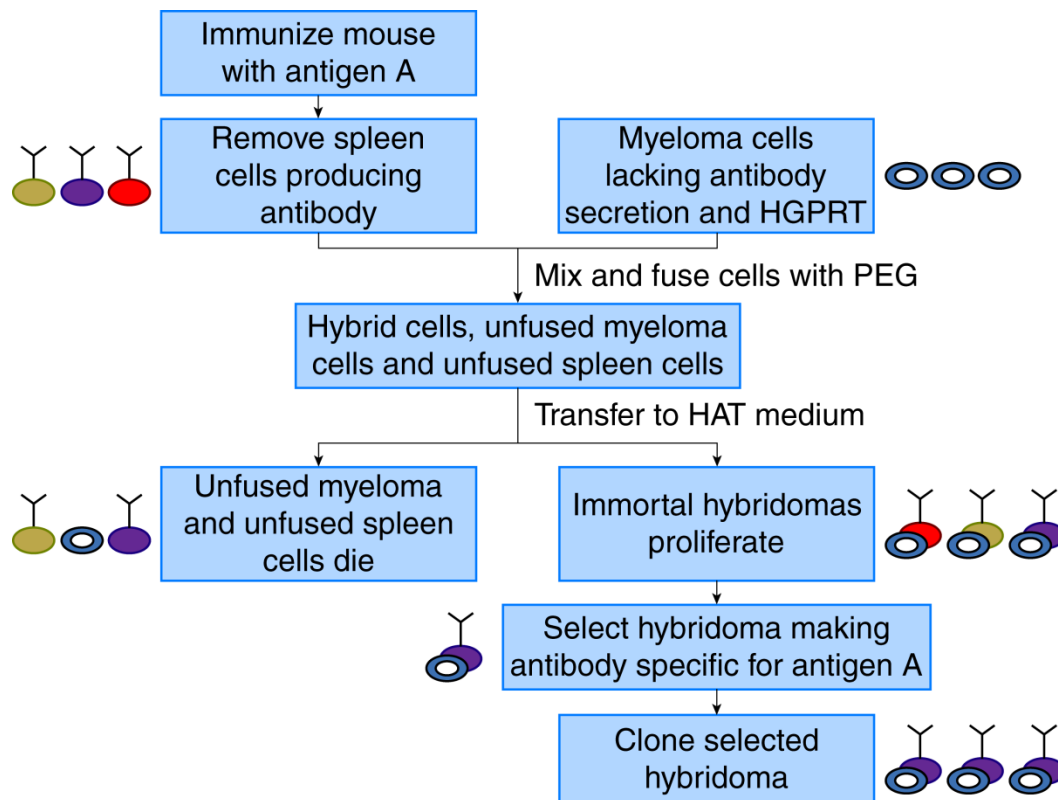 Immunize mouse
with antigen A
Remove spleen
cells producing
antibody
Myeloma cells
lacking antibody
secretion and HGPRT
Mix and fuse cells with PEG
Hybrid cells, unfused myeloma
cells and unfused spleen cells
Transfer to HAT medium
Unfused myeloma
and unfused spleen
cells die
Immortal hybridomas
proliferate
Select hybridoma making
antibody specific for antigen A
Clone selected
hybridoma